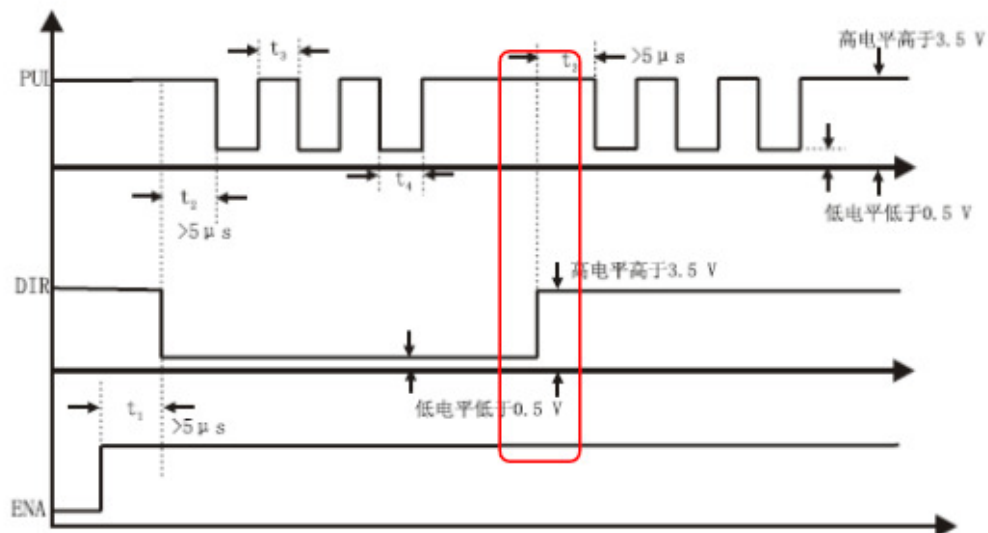 高电平高于3.5 V
t₃
t₂ >5μs
PUL
t₄
t₂
低电平低于0.5 V
>5μs
高电平高于3.5 V
DIR
t₁
低电平低于0.5 V
>5μs
ENA